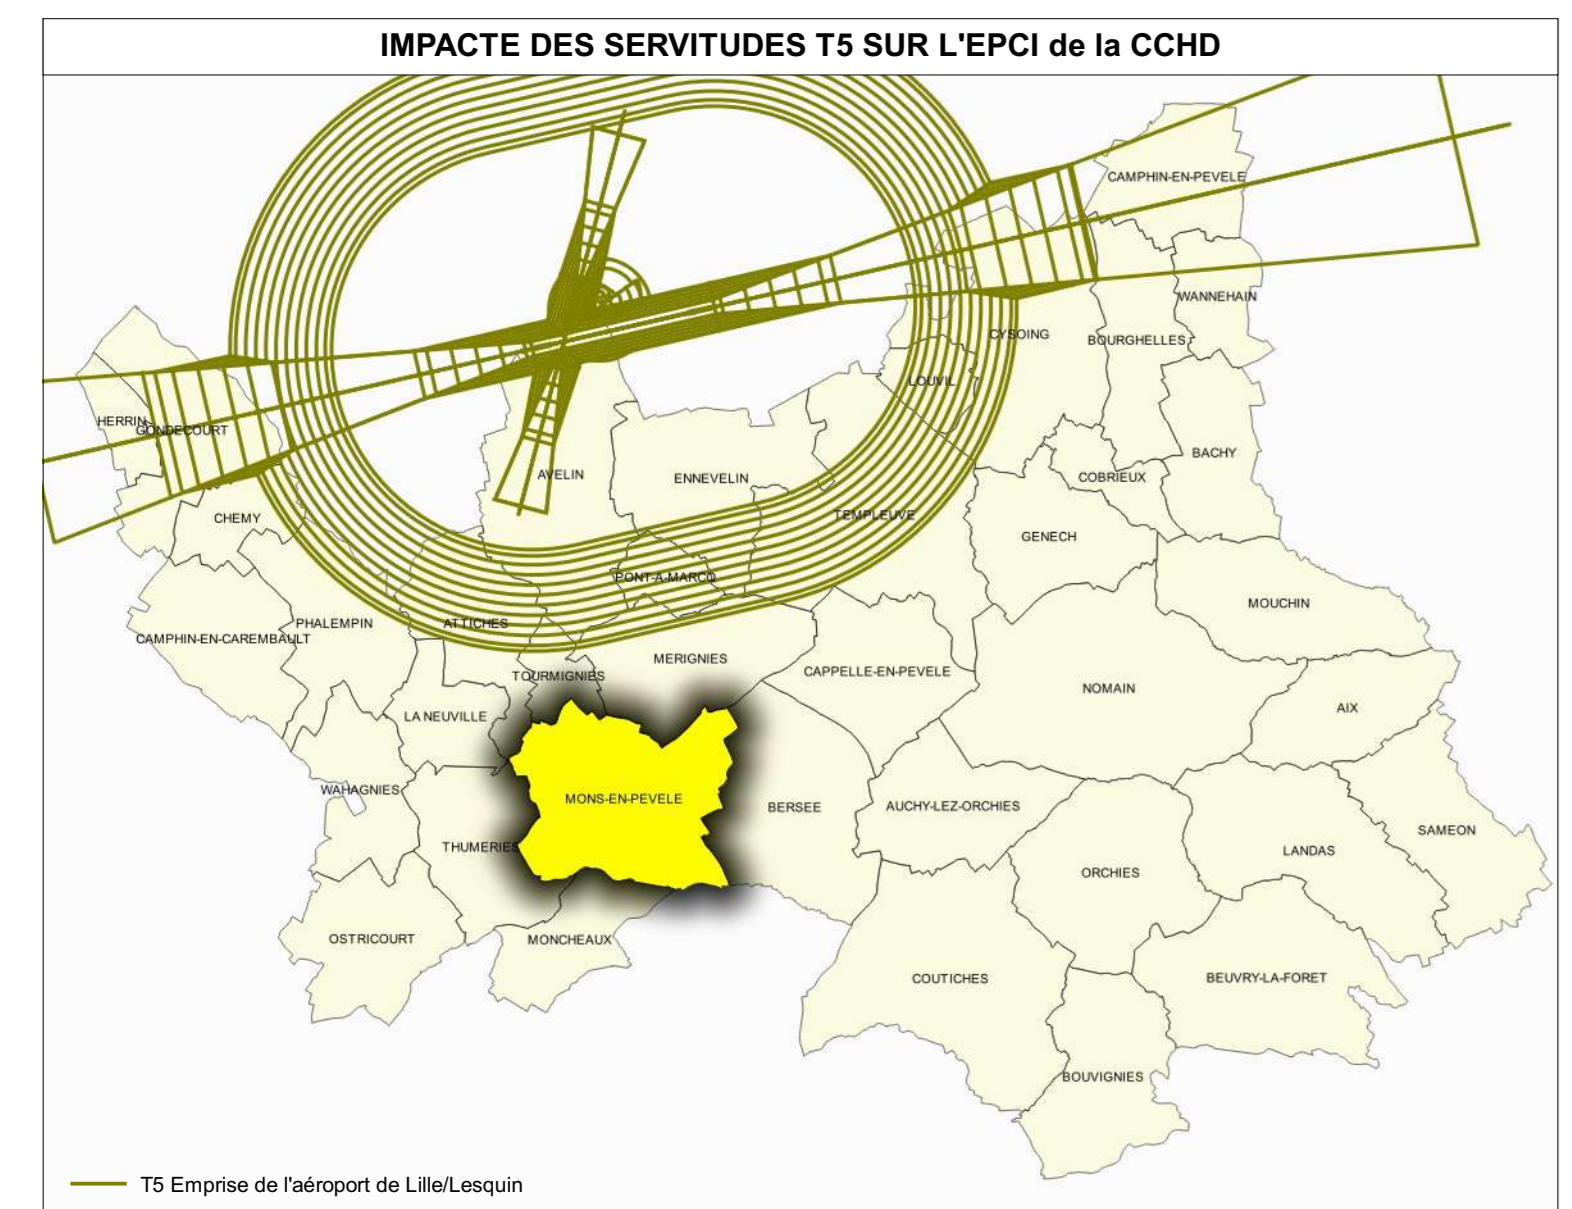 IMPACTE DES SERVITUDES T5 SUR L'EPCI de la CCHD
CAMPHIN-EN-PEVELE
WANNEHAIN
CYSOING
BOURGHELLES
LOUVIL
HERRIN
GONDECOURT
BACHY
AVELIN
ENNEVELIN
COBRIEUX
CHEMY
TEMPLEUVE
GENECH
PONT-A-MARCQ
MOUCHIN
PHALEMPIN
ATTICHES
CAMPHIN-EN-CAREMBAULT
MERIGNIES
TOURMIGNIES
CAPPELLE-EN-PEVELE
NOMAIN
AIX
LA NEUVILLE
WAHAGNIES
MONS-EN-PEVELE
BERSEE
AUCHY-LEZ-ORCHIES
SAMEON
THUMERIES
LANDAS
ORCHIES
OSTRICOURT
MONCHEAUX
COUTICHES
BEUVRY-LA-FORET
BOUVIGNIES
T5 Emprise de l'aéroport de Lille/Lesquin